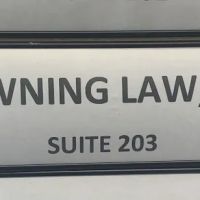 WNING LAW,
SUITE 203